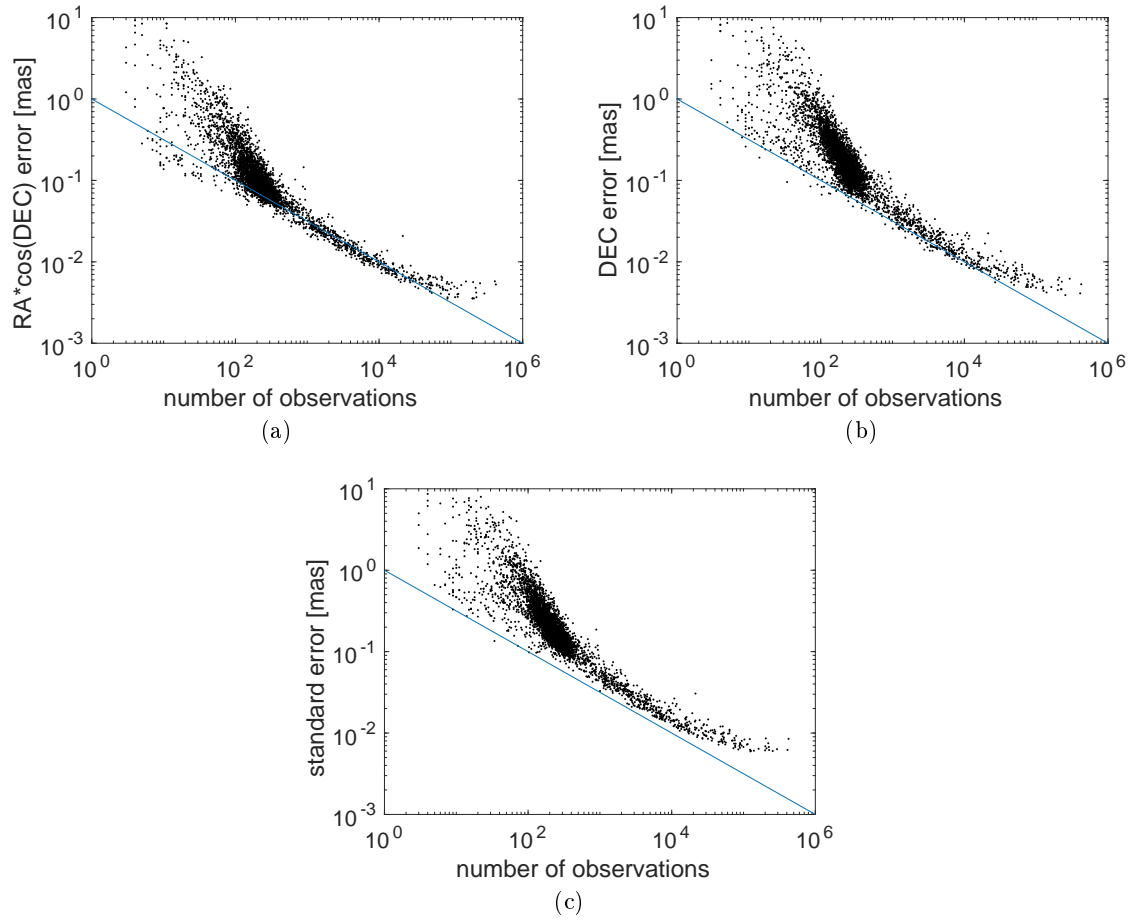 10^1
10^0
10^-1
10^-2
10^-3
RA*cos(DEC) error [mas]
10^0 10^2 10^4 10^6
number of observations
(a)
10^1
10^0
10^-1
10^-2
10^-3
DEC error [mas]
10^0 10^2 10^4 10^6
number of observations
(b)
10^1
10^0
10^-1
10^-2
10^-3
standard error [mas]
10^0 10^2 10^4 10^6
number of observations
(c)